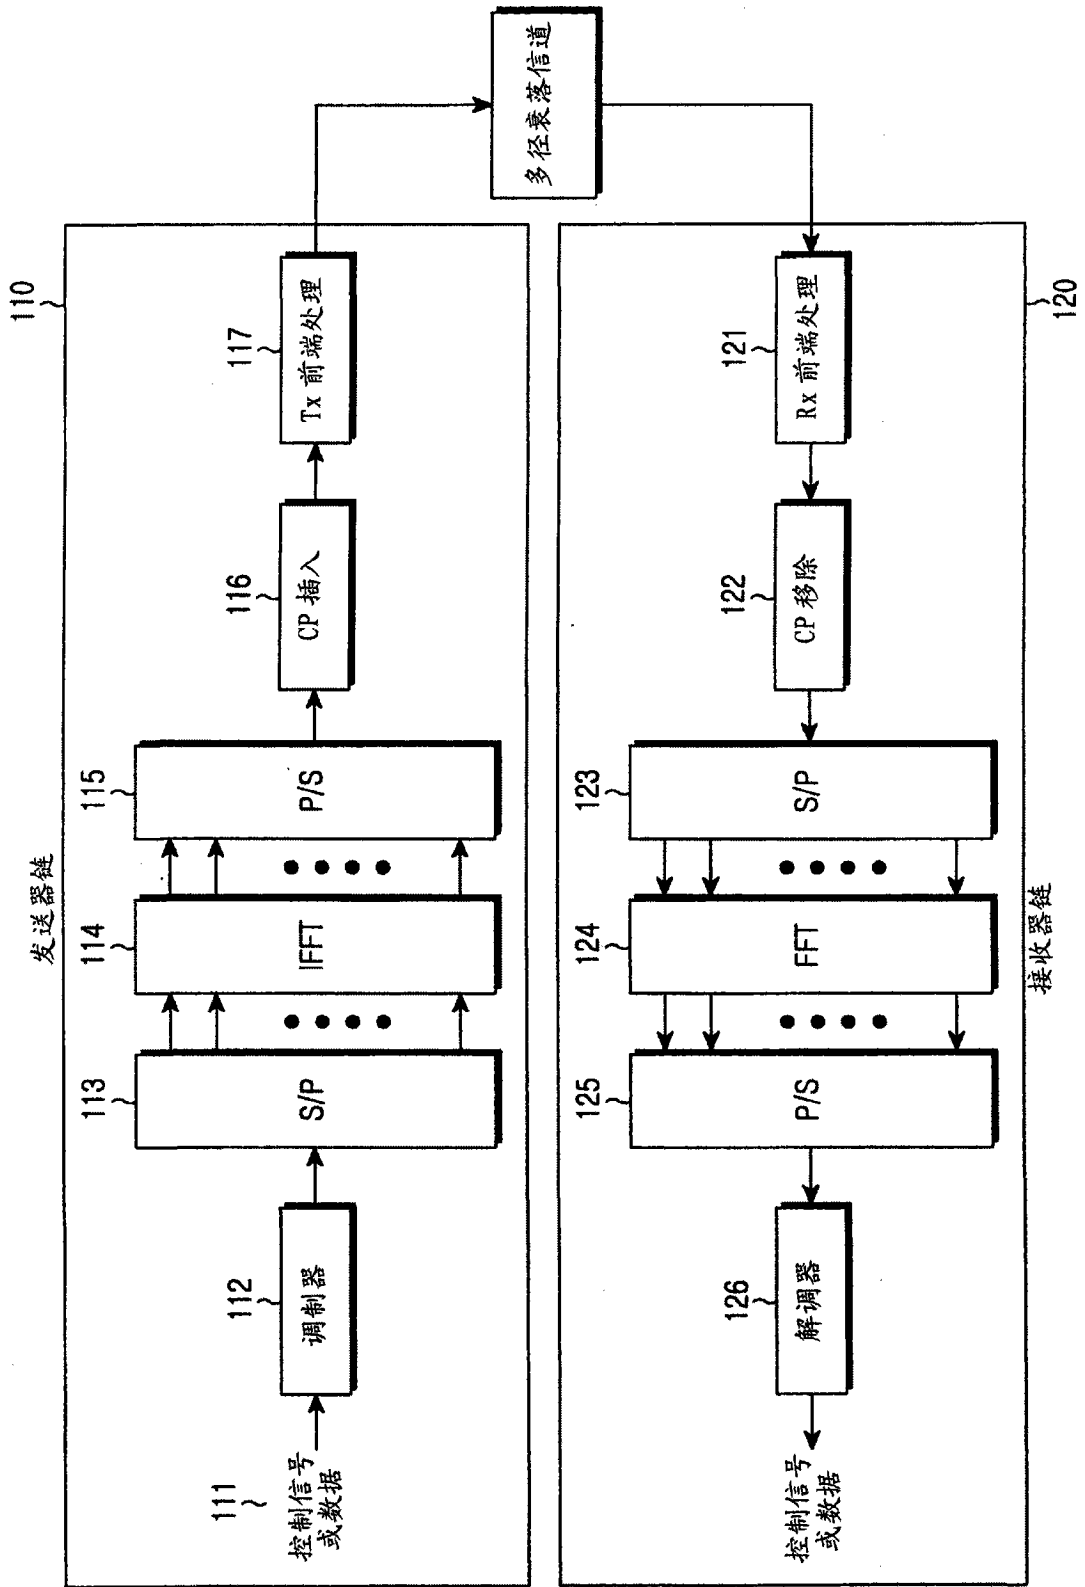 发送器链
110
111
控制信号
或数据
112
调制器
113
S/P
114
IFFT
115
P/S
116
CP 插入
117
Tx 前端处理
多径衰落信道
120
接收器链
121
Rx 前端处理
122
CP 移除
123
S/P
124
FFT
125
P/S
126
解调器
控制信号
或数据